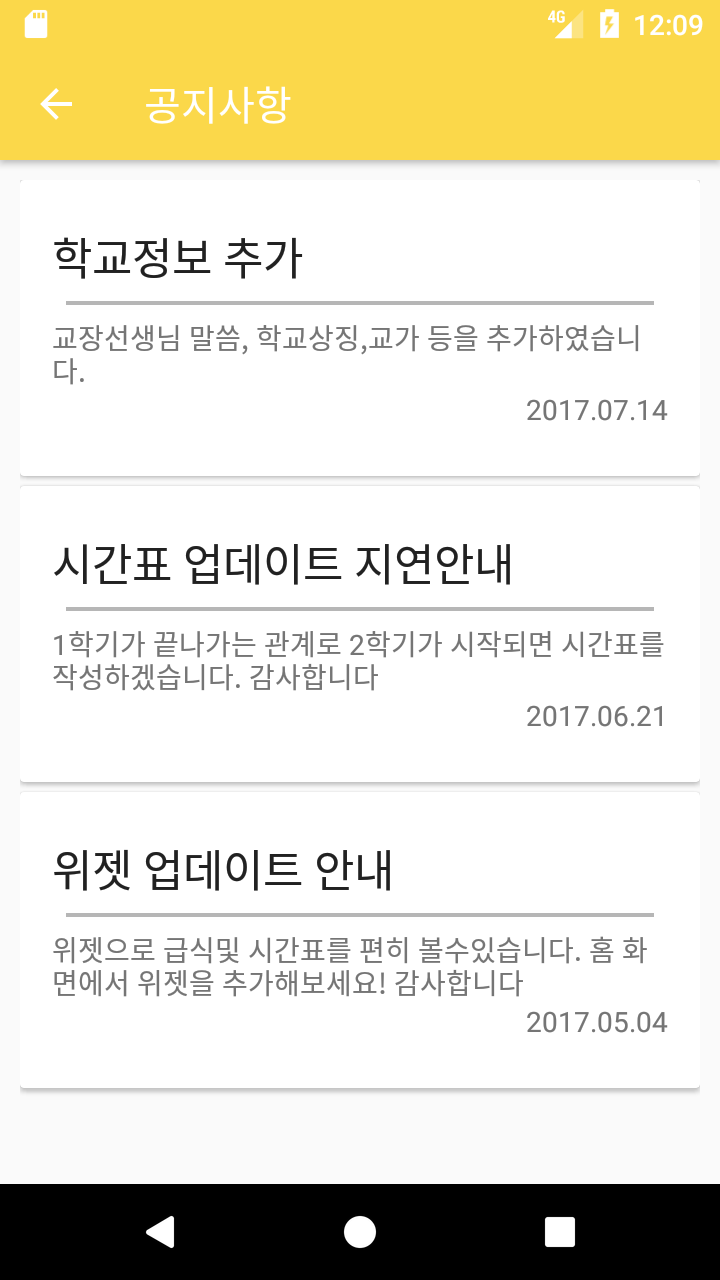 4G 12:09
공지사항
학교정보 추가
교장선생님 말씀, 학교상징,교가 등을 추가하였습니
다.
2017.07.14
시간표 업데이트 지연안내
1학기가 끝나가는 관계로 2학기가 시작되면 시간표를
작성하겠습니다. 감사합니다
2017.06.21
위젯 업데이트 안내
위젯으로 급식및 시간표를 편히 볼수있습니다. 홈 화
면에서 위젯을 추가해보세요! 감사합니다
2017.05.04